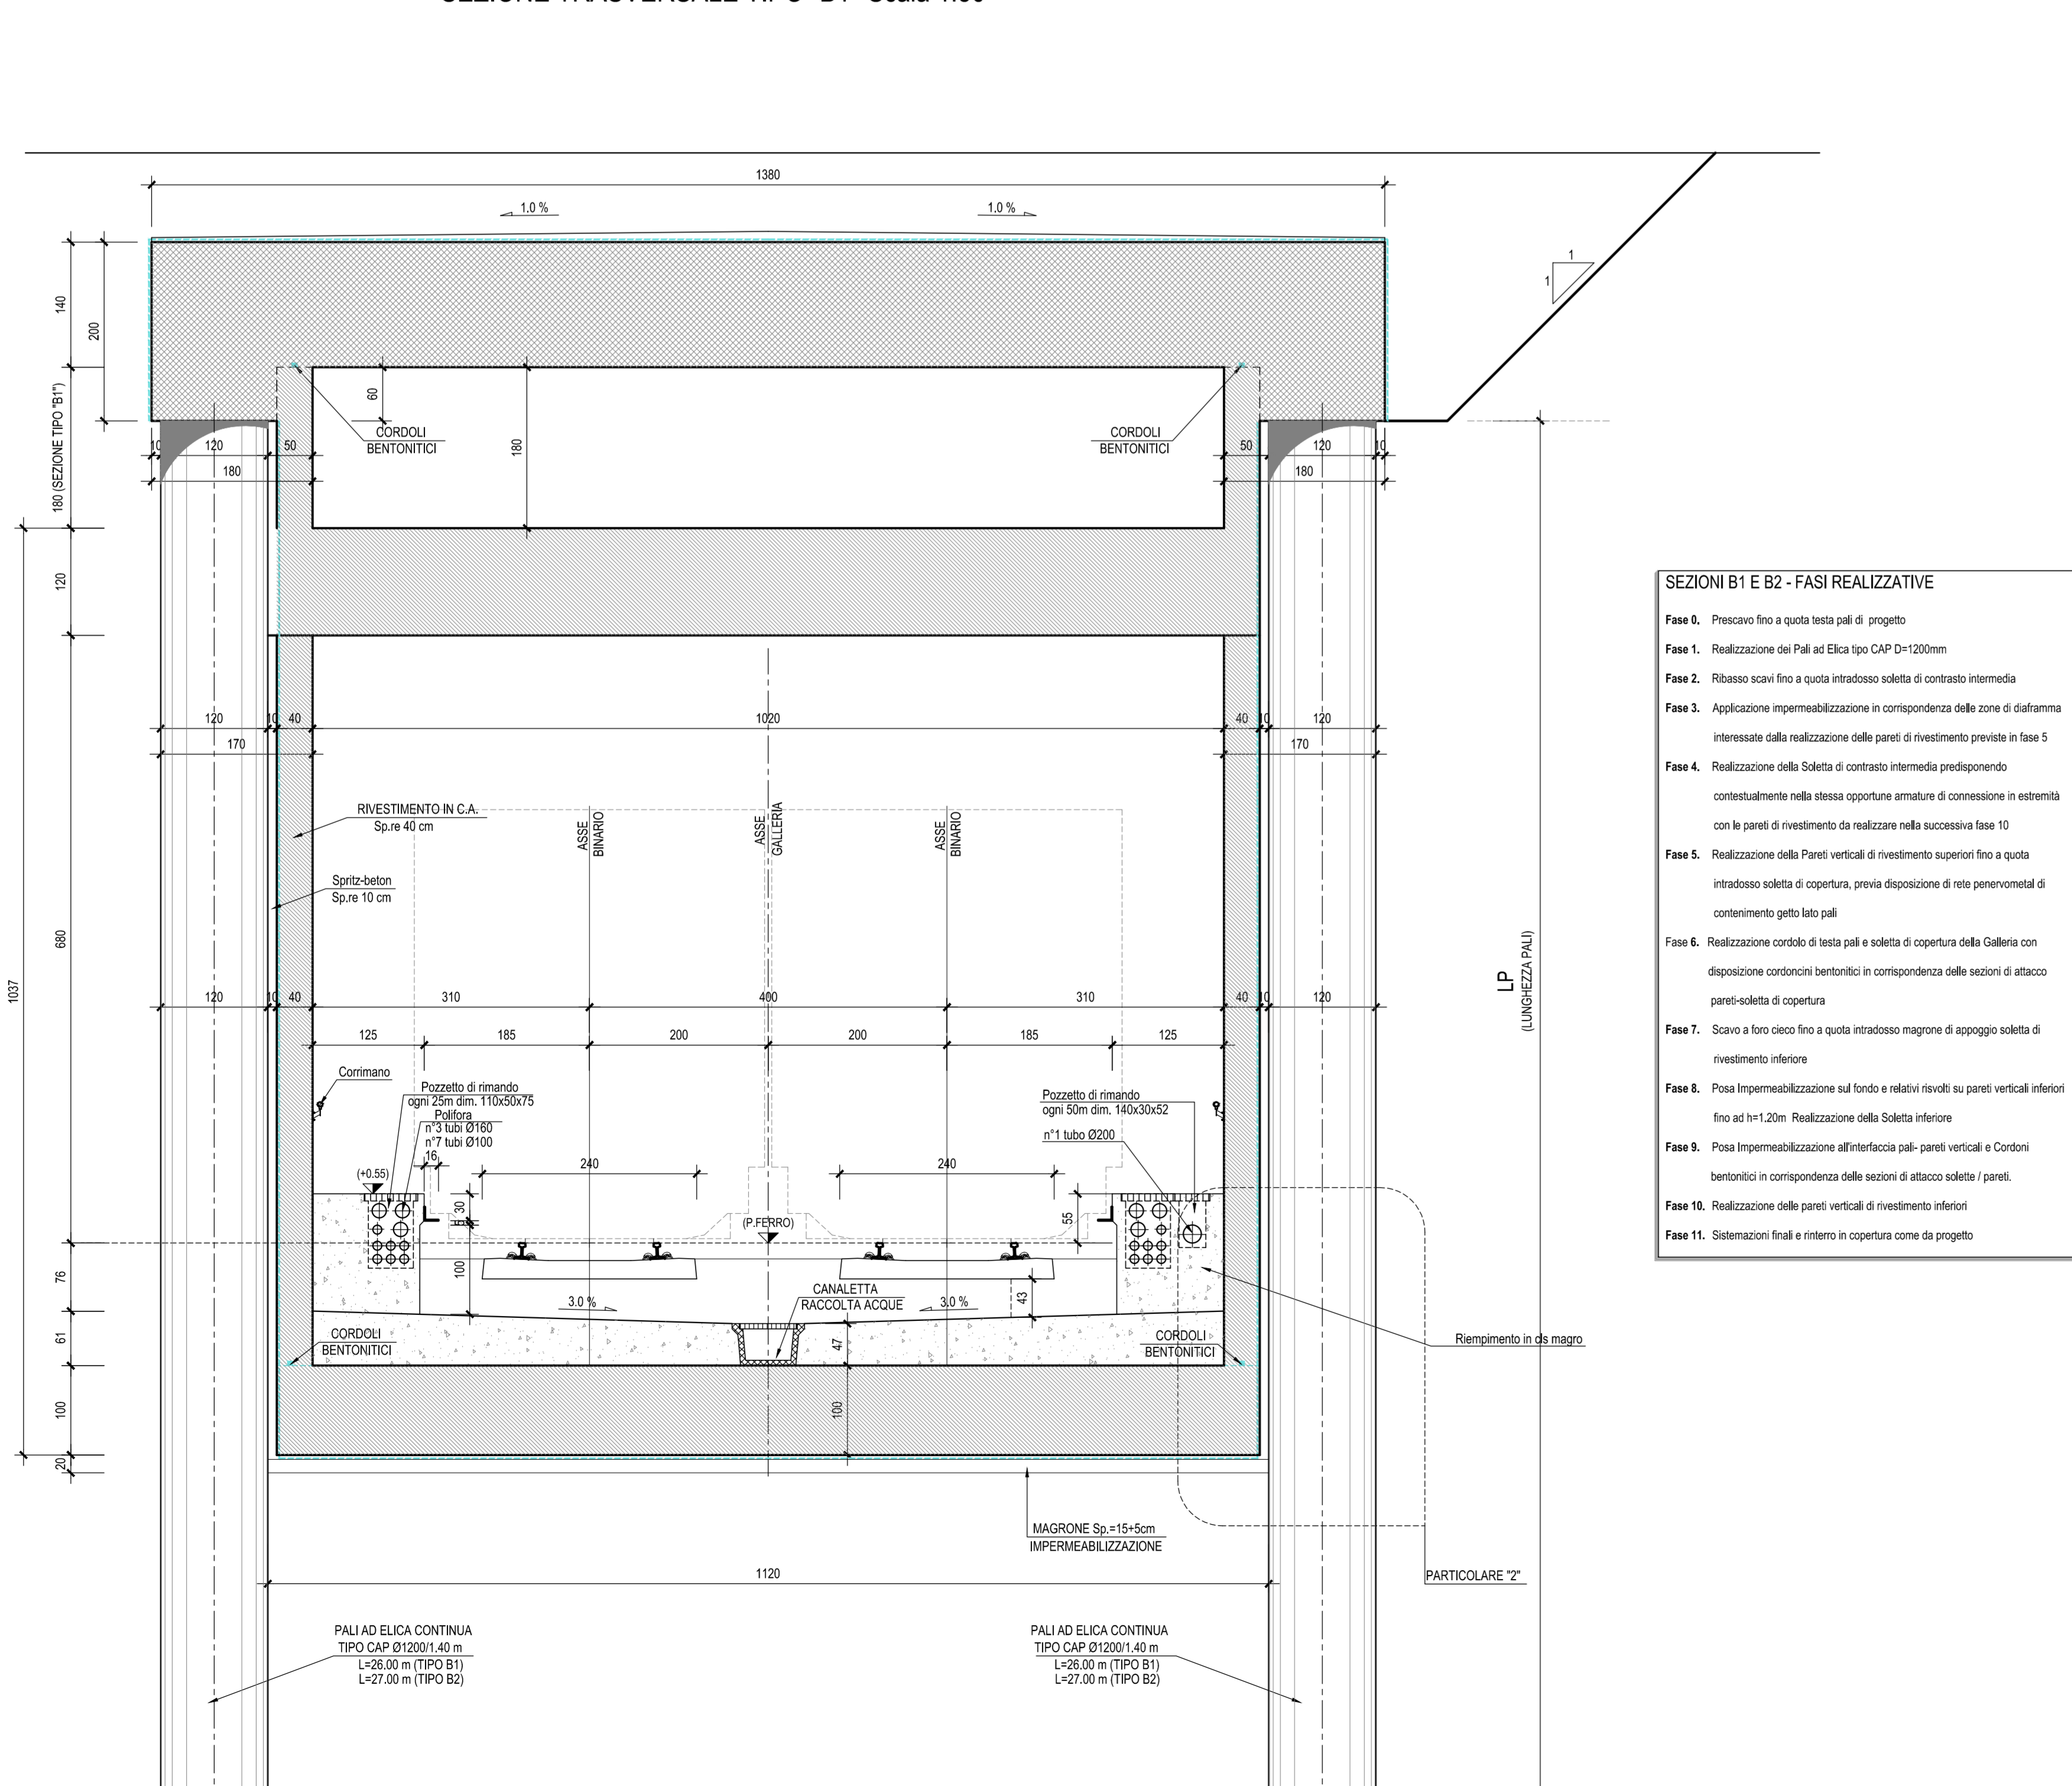 1380
1.0 %
1.0 %
1
1
140
200
180 (SEZIONE TIPO "B1")
60
180
CORDOLI
BENTONITICI
CORDOLI
BENTONITICI
10
120
50
180
50
120
10
180
120
SEZIONI B1 E B2 - FASI REALIZZATIVE
Fase 0. Prescavo fino a quota testa pali di progetto
Fase 1. Realizzazione dei Pali ad Elica tipo CAP D=1200mm
Fase 2. Ribasso scavi fino a quota intradosso soletta di contrasto intermedia
Fase 3. Applicazione impermeabilizzazione in corrispondenza delle zone di diaframma
interessate dalla realizzazione delle pareti di rivestimento previste in fase 5
Fase 4. Realizzazione della Soletta di contrasto intermedia predisponendo
contestualmente nella stessa opportune armature di connessione in estremità
con le pareti di rivestimento da realizzare nella successiva fase 10
Fase 5. Realizzazione della Pareti verticali di rivestimento superiori fino a quota
intradosso soletta di copertura, previa disposizione di rete penervometal di
contenimento getto lato pali
Fase 6. Realizzazione cordolo di testa pali e soletta di copertura della Galleria con
disposizione cordoncini bentonitici in corrispondenza delle sezioni di attacco
pareti-soletta di copertura
Fase 7. Scavo a foro cieco fino a quota intradosso magrone di appoggio soletta di
rivestimento inferiore
Fase 8. Posa Impermeabilizzazione sul fondo e relativi risvolti su pareti verticali inferiori
fino ad h=1.20m Realizzazione della Soletta inferiore
Fase 9. Posa Impermeabilizzazione all'interfaccia pali- pareti verticali e Cordoni
bentonitici in corrispondenza delle sezioni di attacco solette / pareti.
Fase 10. Realizzazione delle pareti verticali di rivestimento inferiori
Fase 11. Sistemazioni finali e rinterro in copertura come da progetto
120
10
40
1020
40
10
120
170
170
RIVESTIMENTO IN C.A.
Sp.re 40 cm
ASSE
BINARIO
ASSE
GALLERIA
ASSE
BINARIO
Spritz-beton
Sp.re 10 cm
680
1037
LP
(LUNGHEZZA PALI)
120
10
40
310
400
310
40
10
120
125
185
200
200
185
125
Corrimano
Pozzetto di rimando
ogni 25m dim. 110x50x75
Polifora
n°3 tubi Ø160
n°7 tubi Ø100
16
Pozzetto di rimando
ogni 50m dim. 140x30x52
n°1 tubo Ø200
240
240
(+0.55)
30
5
55
(P.FERRO)
100
76
3.0 %
CANALETTA
RACCOLTA ACQUE
3.0 %
43
61
CORDOLI
BENTONITICI
47
CORDOLI
BENTONITICI
Riempimento in cls magro
100
100
20
MAGRONE Sp.=15+5cm
IMPERMEABILIZZAZIONE
1120
PARTICOLARE "2"
PALI AD ELICA CONTINUA
TIPO CAP Ø1200/1.40 m
L=26.00 m (TIPO B1)
L=27.00 m (TIPO B2)
PALI AD ELICA CONTINUA
TIPO CAP Ø1200/1.40 m
L=26.00 m (TIPO B1)
L=27.00 m (TIPO B2)